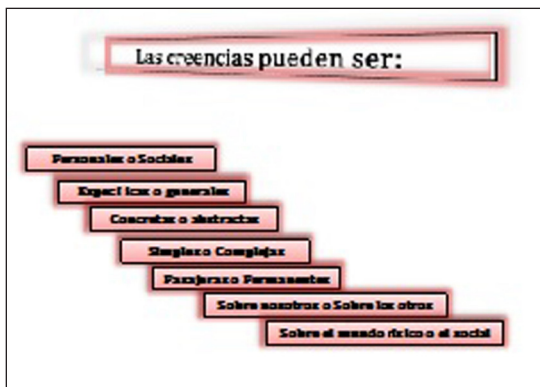 Las creencias pueden ser:
Personales o Sociales
Específicas o generales
Concretas o abstractas
Simples o Complejas
Pasajeras o Permanentes
Sobre nosotros o Sobre los otros
Sobre el mundo físico o el social